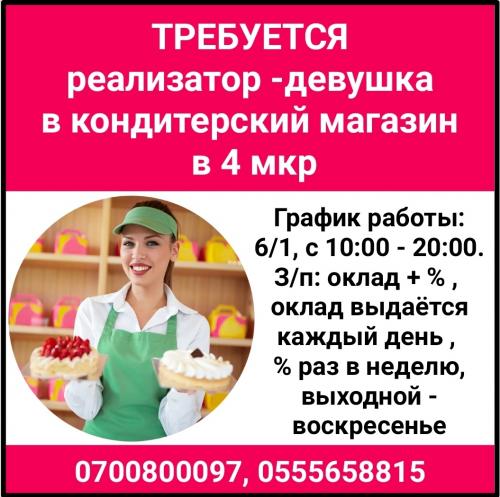 ТРЕБУЕТСЯ
реализатор -девушка
в кондитерский магазин
в 4 мкр
График работы:
6/1, с 10:00 - 20:00.
З/п: оклад + % ,
оклад выдаётся
каждый день ,
% раз в неделю,
выходной -
воскресенье
0700800097, 0555658815